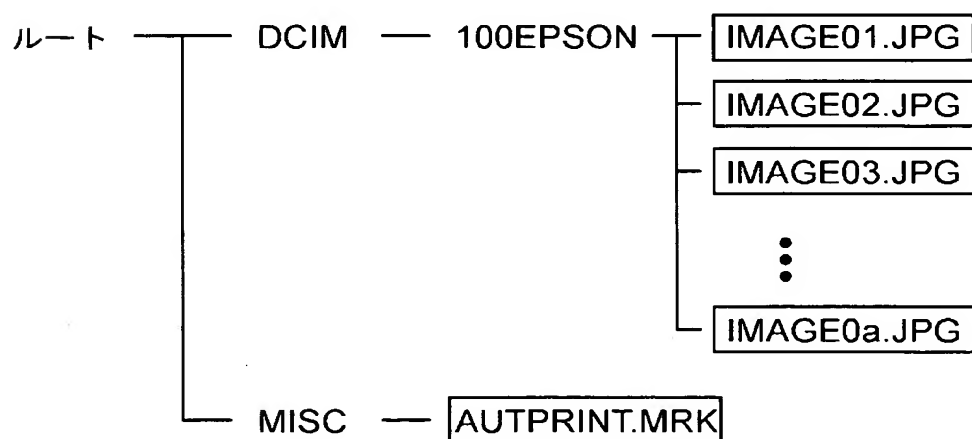 ルート DCIM 100EPSON IMAGE01.JPG
IMAGE02.JPG
IMAGE03.JPG
IMAGE0a.JPG
MISC AUTPRINT.MRK